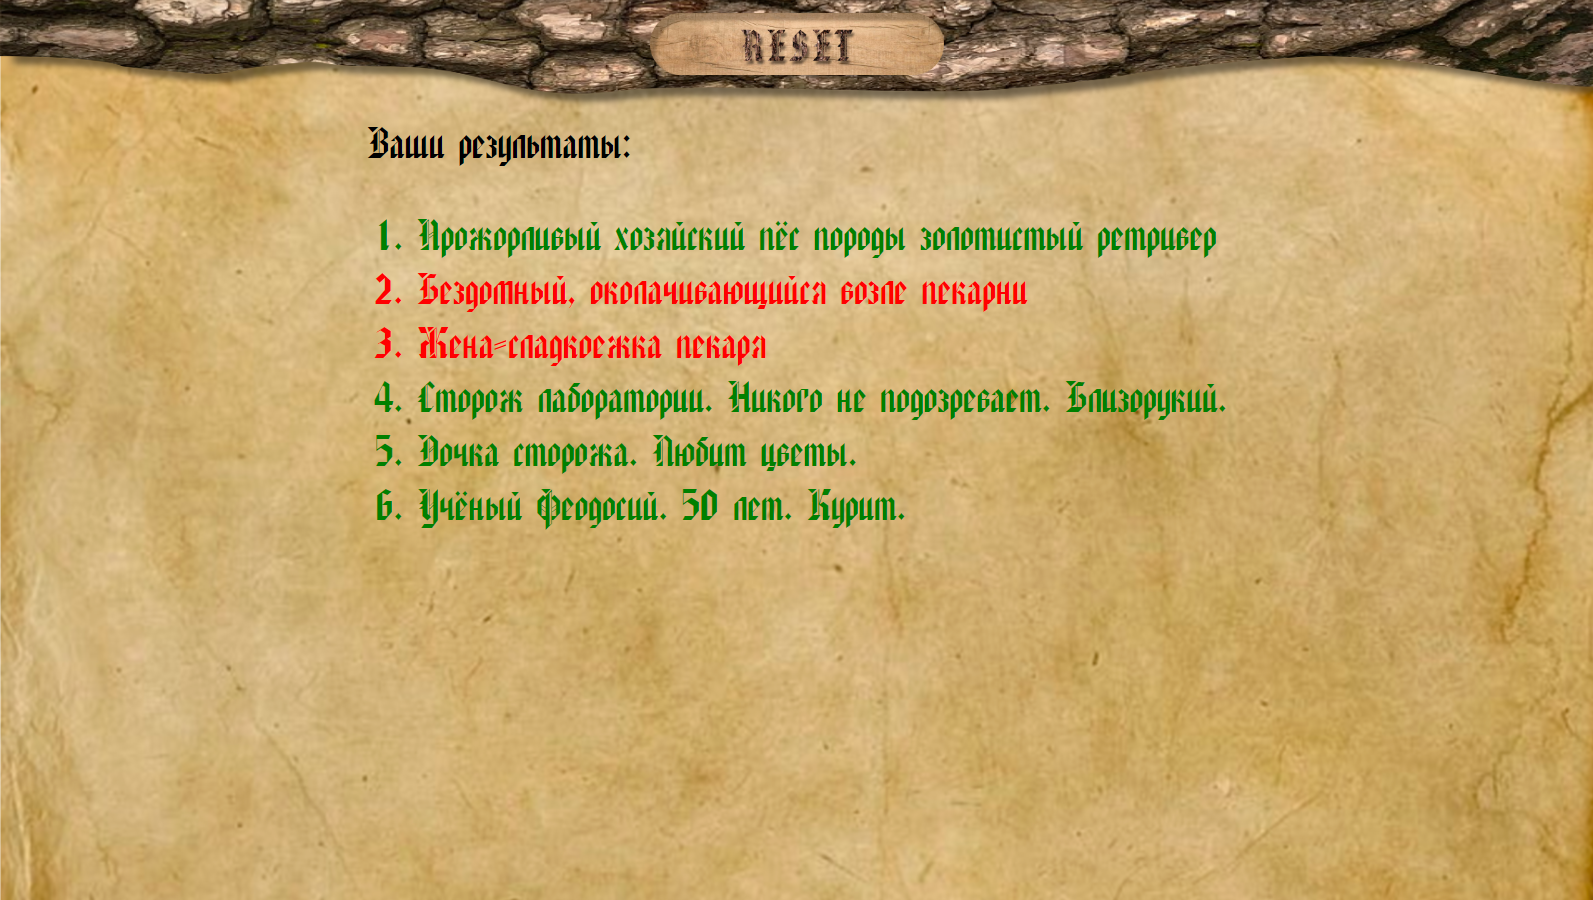 RESET
Ваши результаты:
1. Прожорливый хозяйский пёс породы золотистый ретривер
2. Бездомный, околачивающийся возле пекарни
3. Жена-сладкоежка пекаря
4. Сторож лаборатории. Никого не подозревает. Близорукий.
5. Дочка сторожа. Любит цветы.
6. Учёный Феодосий. 50 лет. Курит.